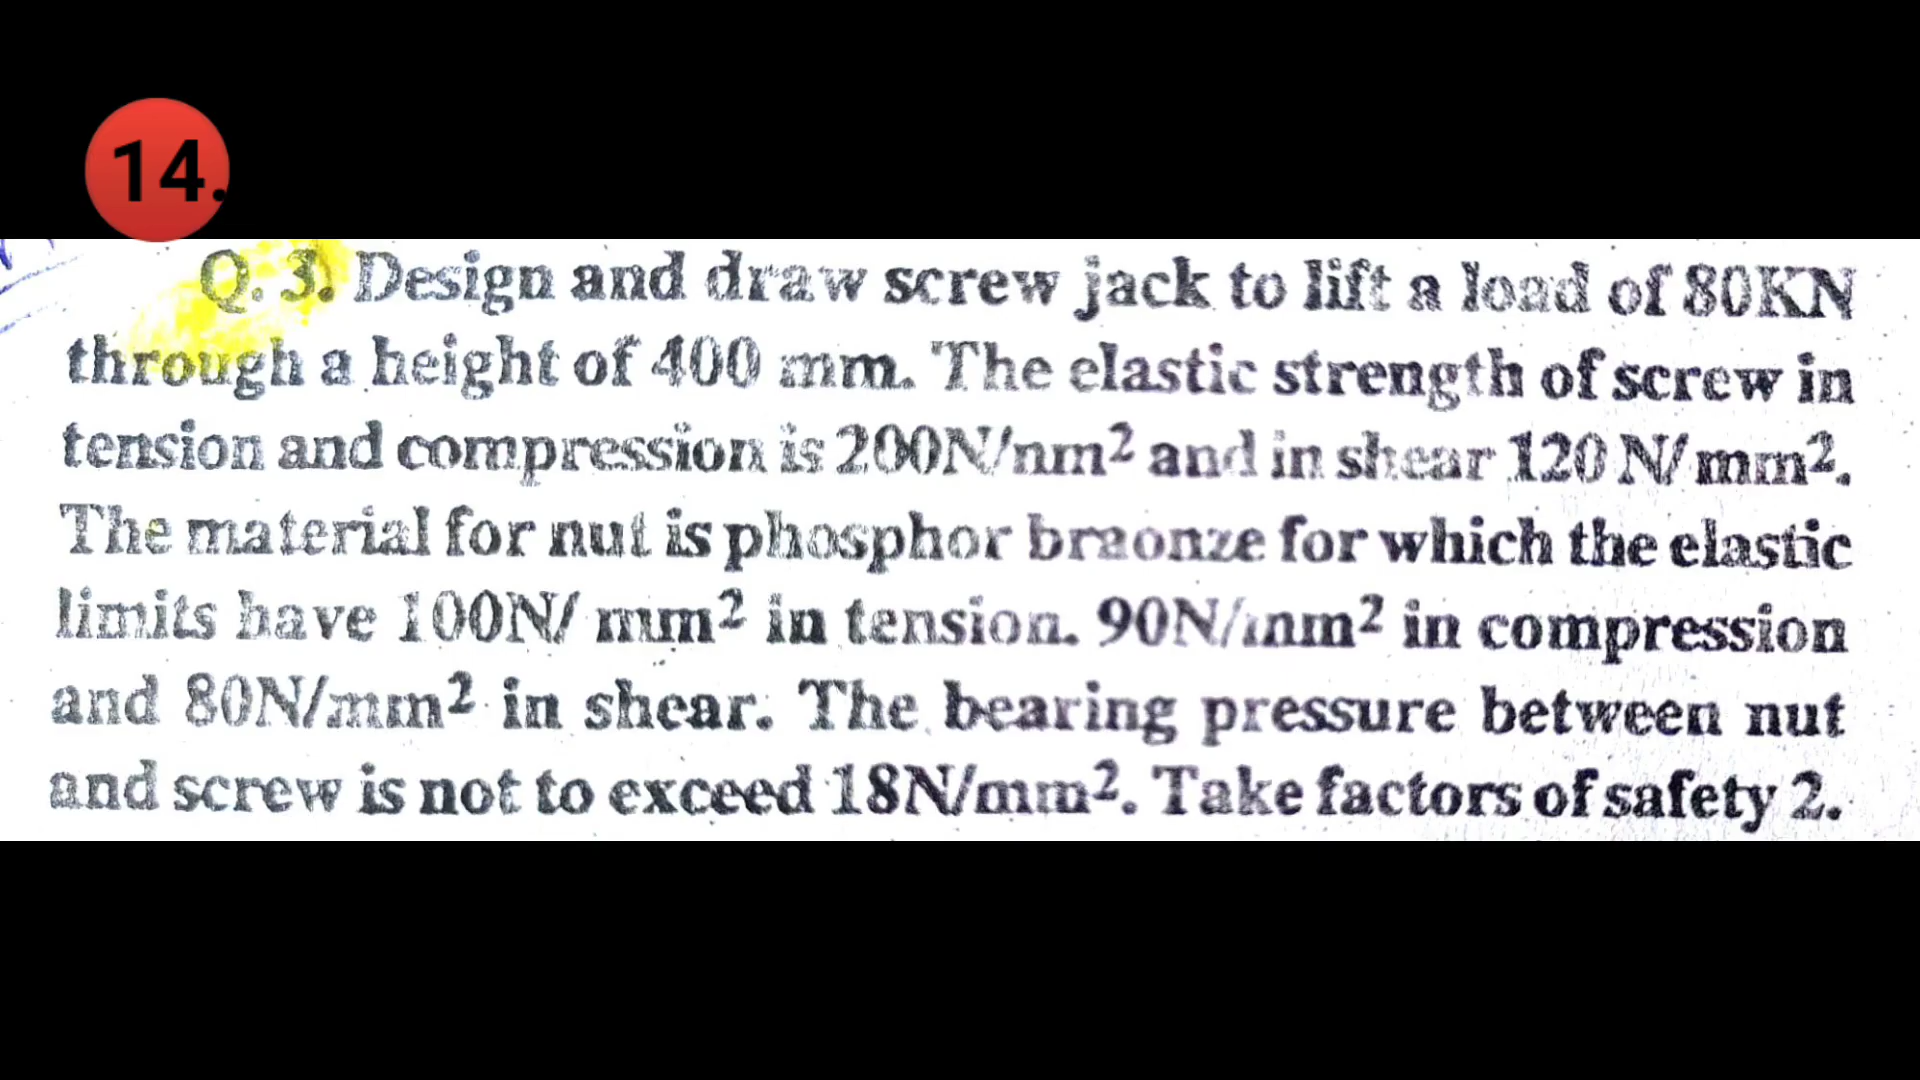 14.
Q. 3. Design and draw screw jack to lift a load of 80KN
through a height of 400 mm. The elastic strength of screw in
tension and compression is 200N/nm² and in shear 120 N/ mm².
The material for nut is phosphor braonze for which the elastic
limits have 100N/ mm² in tension. 90N/mm² in compression
and 80N/mm² in shear. The bearing pressure between nut
and screw is not to exceed 18N/mm². Take factors of safety 2.